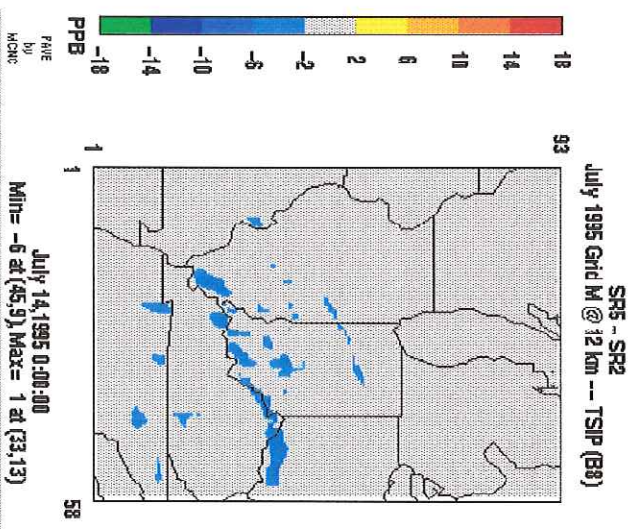 SR5 - SR2
July 1995 Grid M @ 12 km --- TSIP (B8)
18
14
10
6
2
-2
-6
-10
-14
-18
PPB
PAVE
by
MCNC
93
1
1
58
July 14,1995 0:00:00
Min= -6 at (45,9), Max= 1 at (33,13)